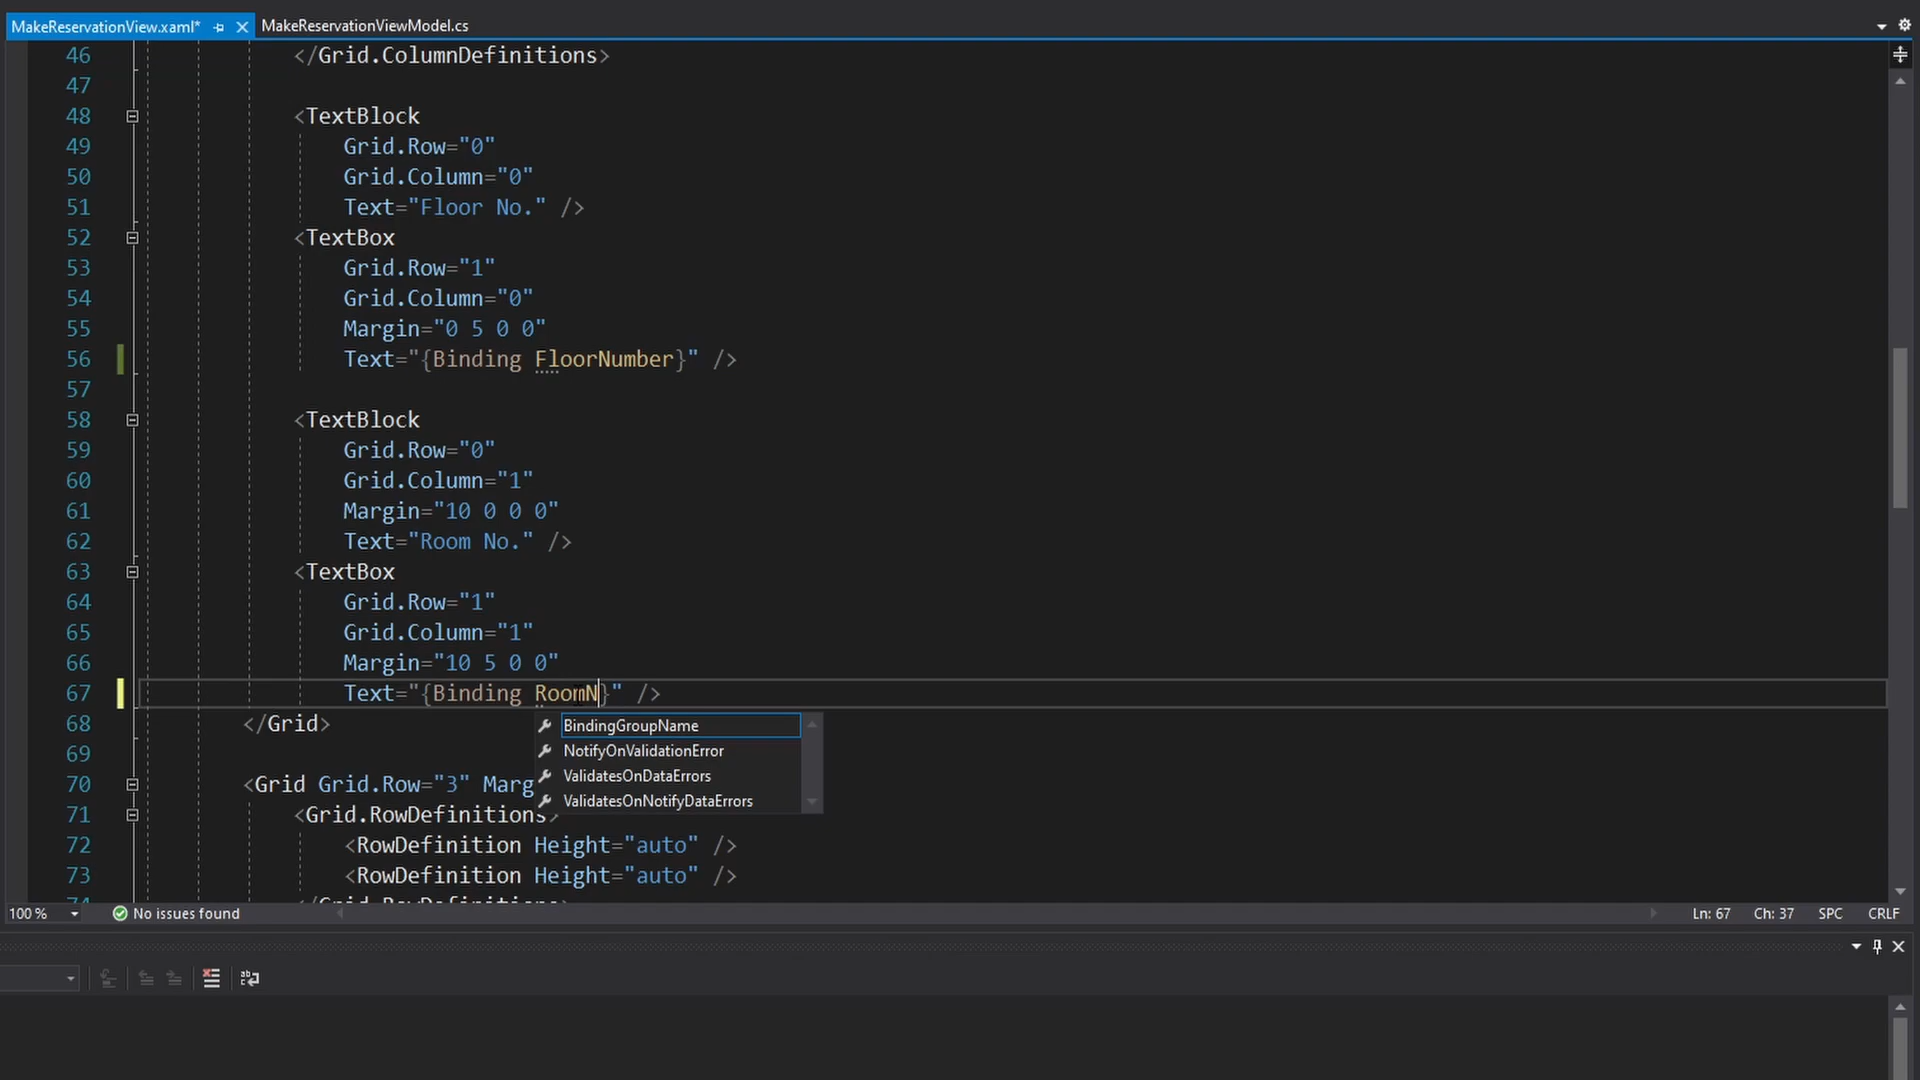 MakeReservationView.xaml* MakeReservationViewModel.cs
46 </Grid.ColumnDefinitions>
47
48 <TextBlock
49 Grid.Row="0"
50 Grid.Column="0"
51 Text="Floor No." />
52 <TextBox
53 Grid.Row="1"
54 Grid.Column="0"
55 Margin="0 5 0 0"
56 Text="{Binding FloorNumber}" />
57
58 <TextBlock
59 Grid.Row="0"
60 Grid.Column="1"
61 Margin="10 0 0 0"
62 Text="Room No." />
63 <TextBox
64 Grid.Row="1"
65 Grid.Column="1"
66 Margin="10 5 0 0"
67 Text="{Binding RoomN}" />
68 </Grid>
BindingGroupName
69
NotifyOnValidationError
ValidatesOnDataErrors
70 <Grid Grid.Row="3" Marg
ValidatesOnNotifyDataErrors
71 <Grid.RowDefinitions>
72 <RowDefinition Height="auto" />
73 <RowDefinition Height="auto" />
74 </Grid.RowDefinitions>
100 % No issues found Ln: 67 Ch: 37 SPC CRLF